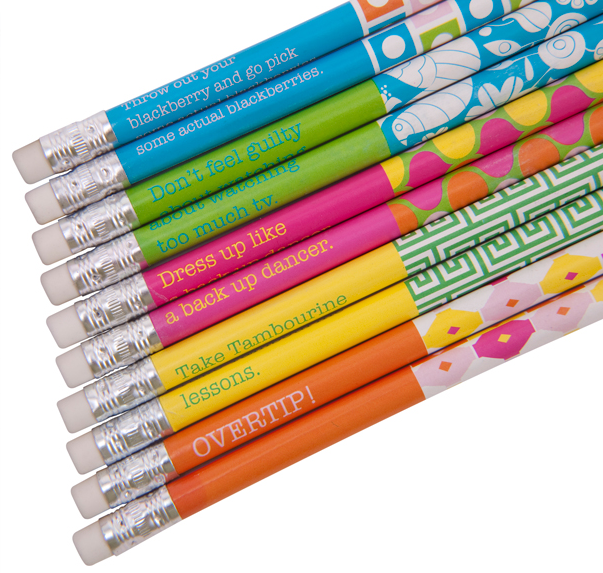 Throw out your
blackberry and go pick
some actual blackberries.
Don't feel guilty
about watching
too much tv.
Dress up like
a back up dancer.
Take Tambourine
lessons.
OVERTIP!